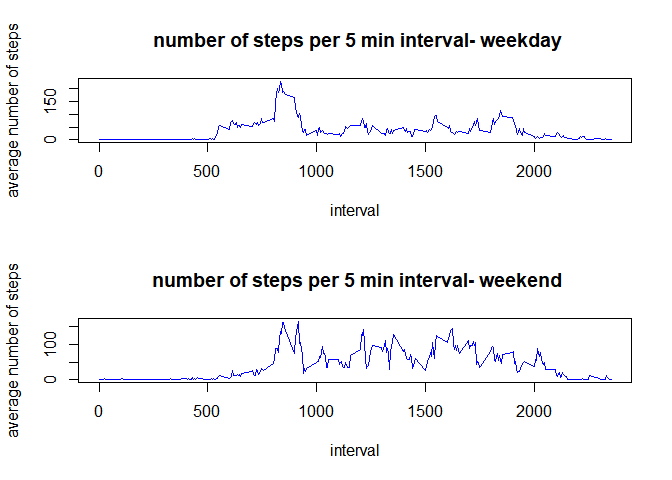 number of steps per 5 min interval- weekday
average number of steps
150
0
0
500
1000
1500
2000
interval
number of steps per 5 min interval- weekend
average number of steps
100
0
0
500
1000
1500
2000
interval